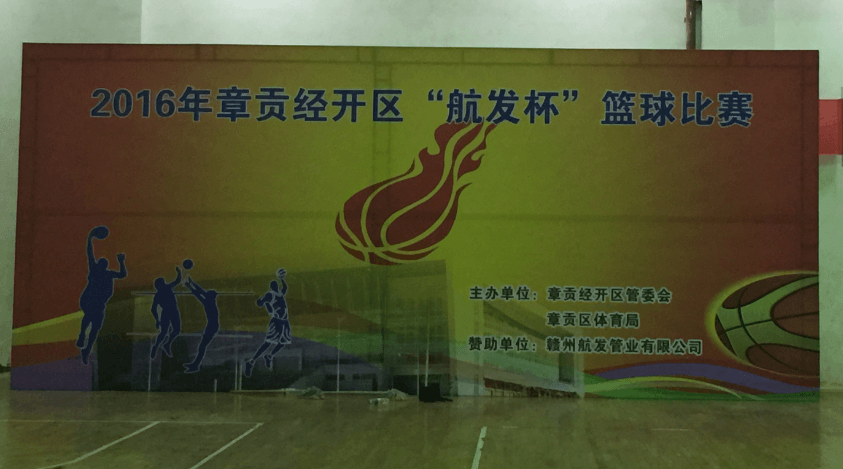 2016年章贡经开区“航发杯”篮球比赛
主办单位：章贡经开区管委会
章贡区体育局
赞助单位：赣州航发管业有限公司